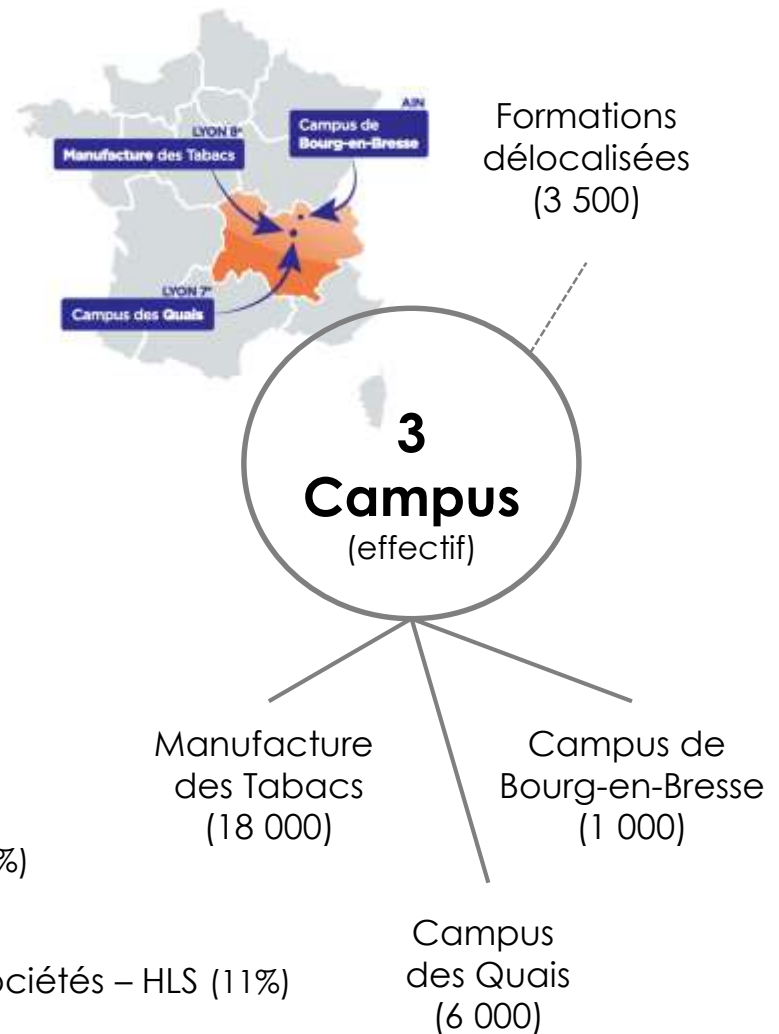 AIN
Campus de
Bourg-en-Bresse
LYON 8e
Manufacture des Tabacs
LYON 7e
Campus des Quais
Formations
délocalisées
(3 500)
3
Campus
(effectif)
Manufacture
des Tabacs
(18 000)
Campus de
Bourg-en-Bresse
(1 000)
%)
Campus
des Quais
(6 000)
ociétés – HLS (11%)